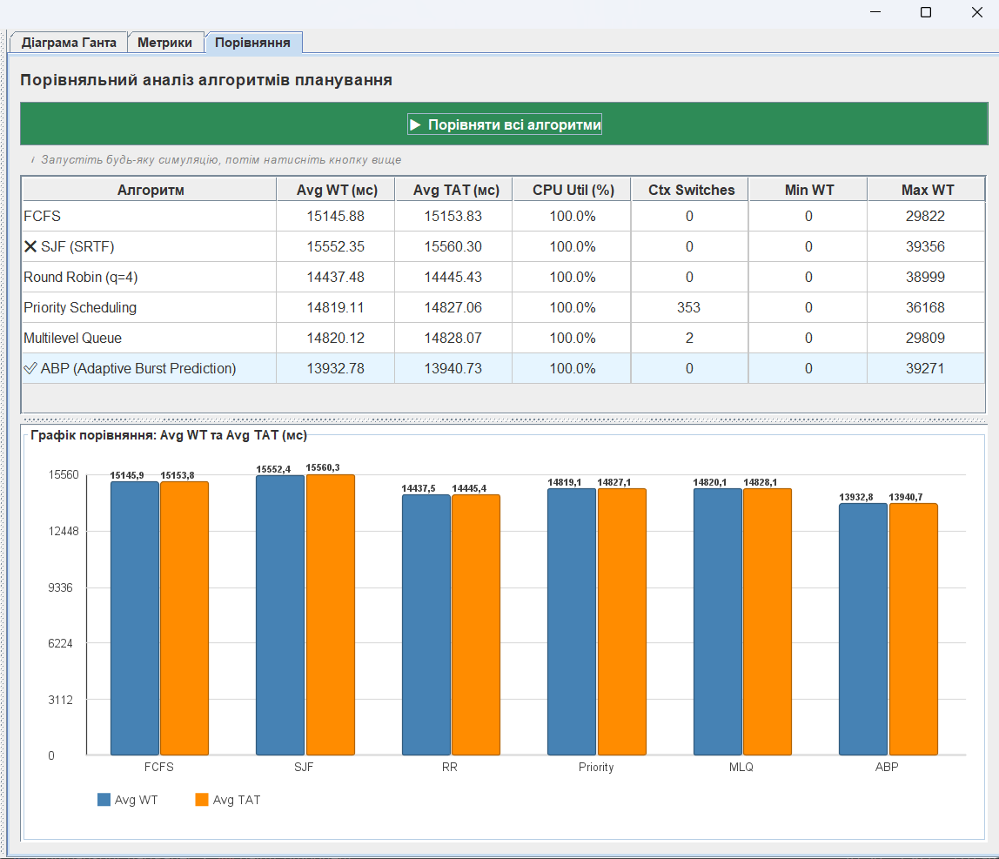 Діаграма Ганта Метрики Порівняння
Порівняльний аналіз алгоритмів планування
▶ Порівняти всі алгоритми
i Запустіть будь-яку симуляцію, потім натисніть кнопку вище
Алгоритм Avg WT (мс) Avg TAT (мс) CPU Util (%) Ctx Switches Min WT Max WT
FCFS 15145.88 15153.83 100.0% 0 0 29822
✕ SJF (SRTF) 15552.35 15560.30 100.0% 0 0 39356
Round Robin (q=4) 14437.48 14445.43 100.0% 0 0 38999
Priority Scheduling 14819.11 14827.06 100.0% 353 0 36168
Multilevel Queue 14820.12 14828.07 100.0% 2 0 29809
✓ ABP (Adaptive Burst Prediction) 13932.78 13940.73 100.0% 0 0 39271
Графік порівняння: Avg WT та Avg TAT (мс)
15560
12448
9336
6224
3112
0
15145,9 15153,8 15552,4 15560,3 14437,5 14445,4 14819,1 14827,1 14820,1 14828,1 13932,8 13940,7
FCFS SJF RR Priority MLQ ABP
Avg WT Avg TAT